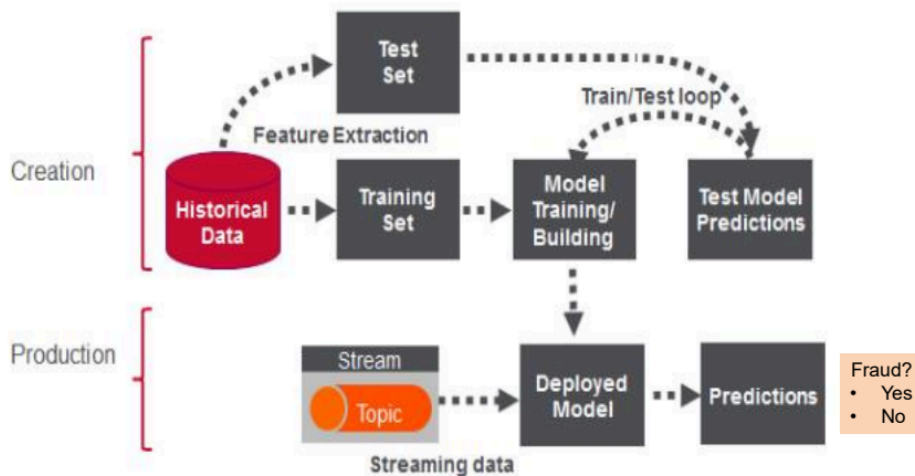 Test
Set
Train/Test loop
Feature Extraction
Creation
Historical
Data
Training
Set
Model
Training/
Building
Test Model
Predictions
Production
Stream
Topic
Streaming data
Deployed
Model
Predictions
Fraud?
• Yes
• No